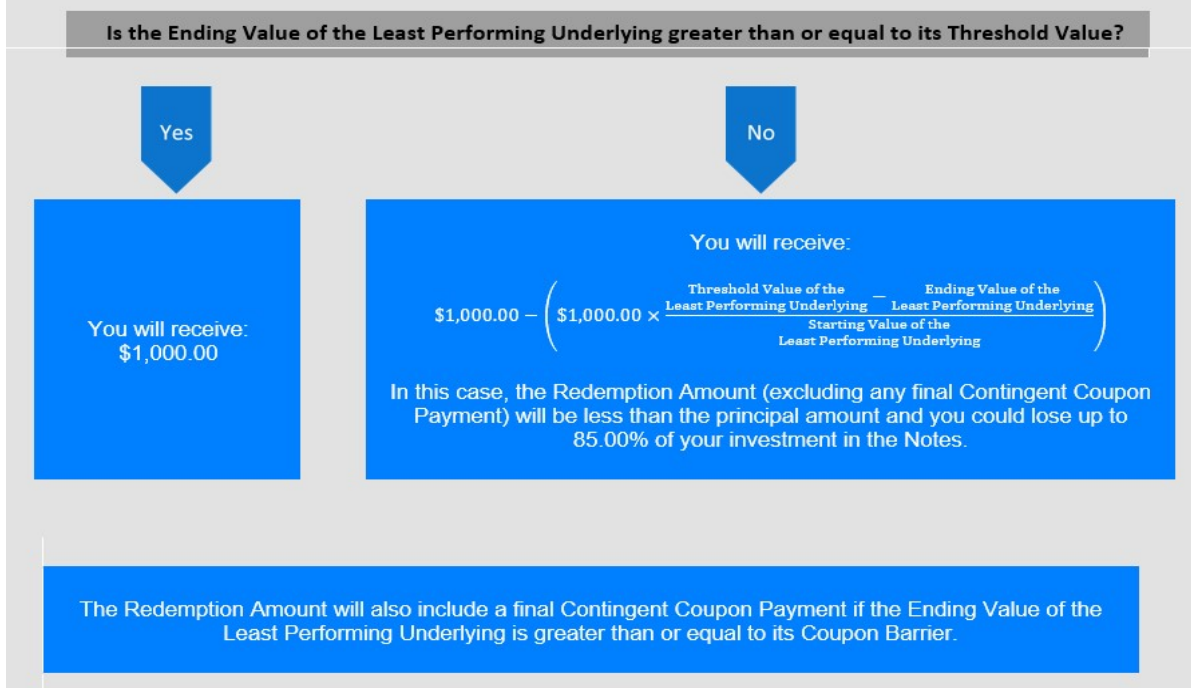 Is the Ending Value of the Least Performing Underlying greater than or equal to its Threshold Value?
Yes
No
You will receive:
$1,000.00
You will receive:
$1,000.00 − ($1,000.00 × 
Threshold Value of the
Least Performing Underlying
−
Ending Value of the
Least Performing Underlying
Starting Value of the
Least Performing Underlying
)
In this case, the Redemption Amount (excluding any final Contingent Coupon
Payment) will be less than the principal amount and you could lose up to
85.00% of your investment in the Notes.
The Redemption Amount will also include a final Contingent Coupon Payment if the Ending Value of the
Least Performing Underlying is greater than or equal to its Coupon Barrier.